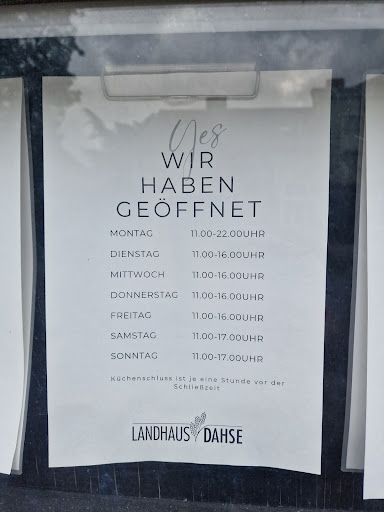 Yes
WIR
HABEN
GEÖFFNET
MONTAG 11.00-22.00UHR
DIENSTAG 11.00-16.00UHR
MITTWOCH 11.00-16.00UHR
DONNERSTAG 11.00-16.00UHR
FREITAG 11.00-16.00UHR
SAMSTAG 11.00-17.00UHR
SONNTAG 11.00-17.00UHR
Küchenschluss ist je eine Stunde vor der
Schließzeit
LANDHAUS DAHSE